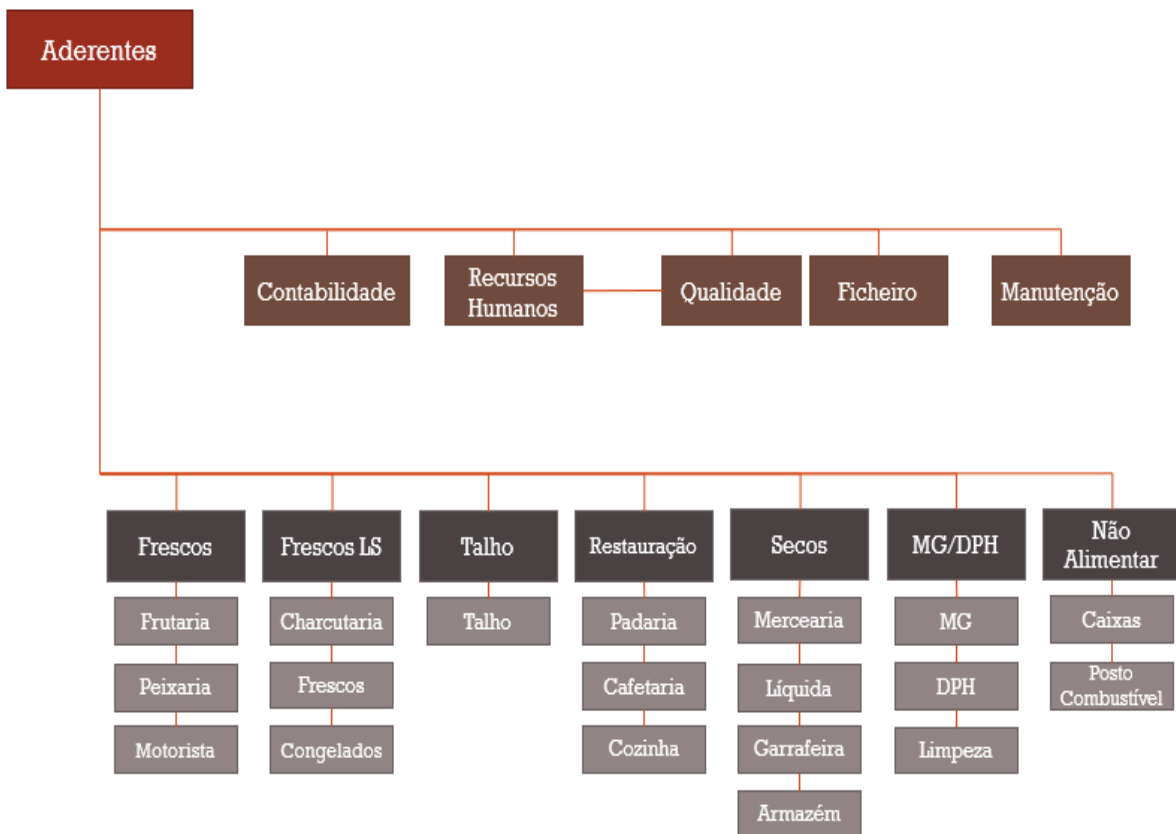 Aderentes
Contabilidade
Recursos
Humanos
Qualidade
Ficheiro
Manutenção
Frescos
Frescos LS
Talho
Restauração
Secos
MG/DPH
Não
Alimentar
Frutaria
Charcutaria
Talho
Padaria
Mercearia
MG
Caixas
Peixaria
Frescos
Cafetaria
Líquida
DPH
Posto
Combustível
Motorista
Congelados
Cozinha
Garrafeira
Limpeza
Armazém